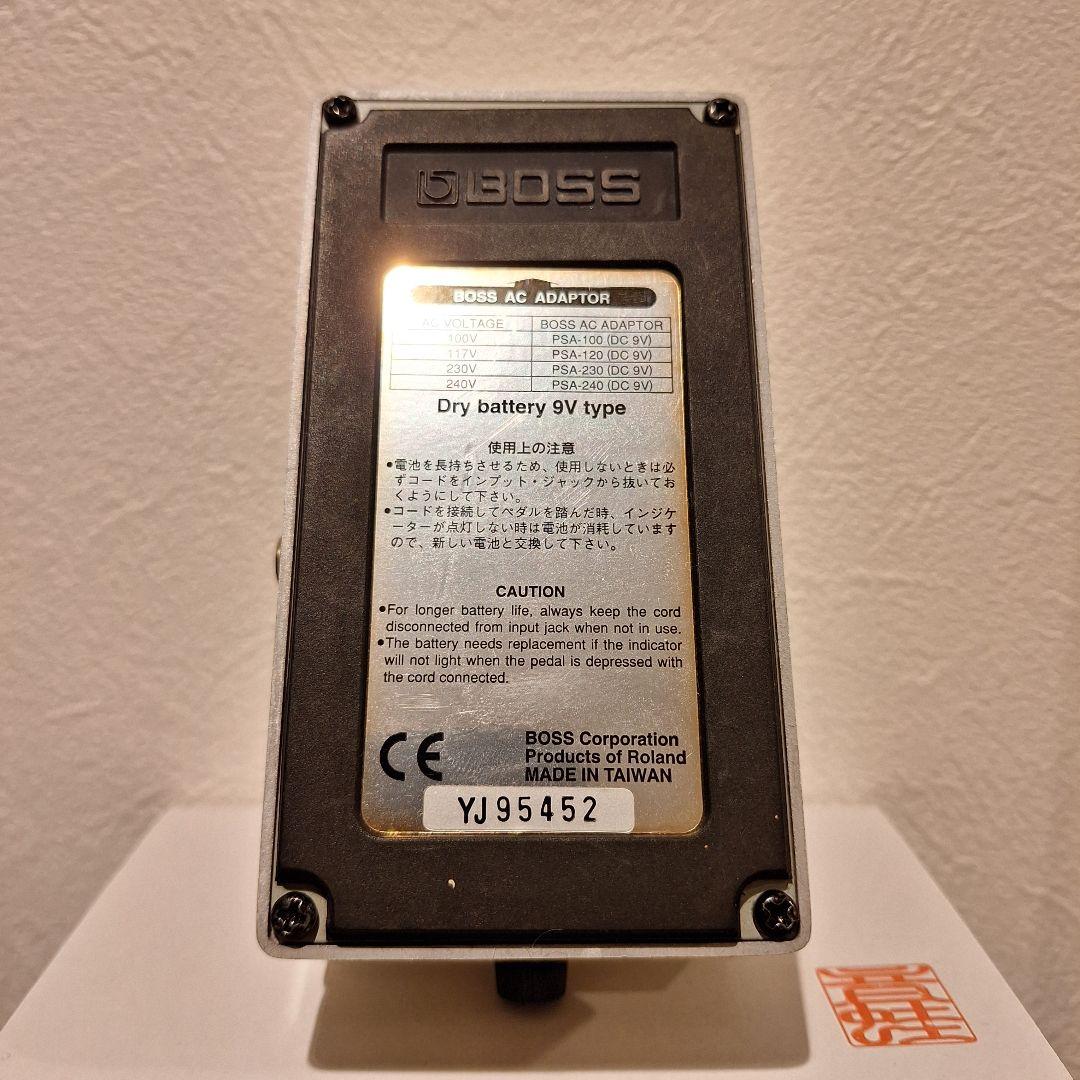 BOSS
BOSS AC ADAPTOR
AC VOLTAGE BOSS AC ADAPTOR
100V PSA-100 (DC 9V)
117V PSA-120 (DC 9V)
230V PSA-230 (DC 9V)
240V PSA-240 (DC 9V)
Dry battery 9V type
使用上の注意
●電池を長持ちさせるため、使用しないときは必
ずコードをインプット・ジャックから抜いてお
くようにして下さい。
●コードを接続してペダルを踏んだ時、インジケ
ーターが点灯しない時は電池が消耗しています
ので、新しい電池と交換して下さい。
CAUTION
●For longer battery life, always keep the cord
disconnected from input jack when not in use.
●The battery needs replacement if the indicator
will not light when the pedal is depressed with
the cord connected.
CE
BOSS Corporation
Products of Roland
MADE IN TAIWAN
YJ95452